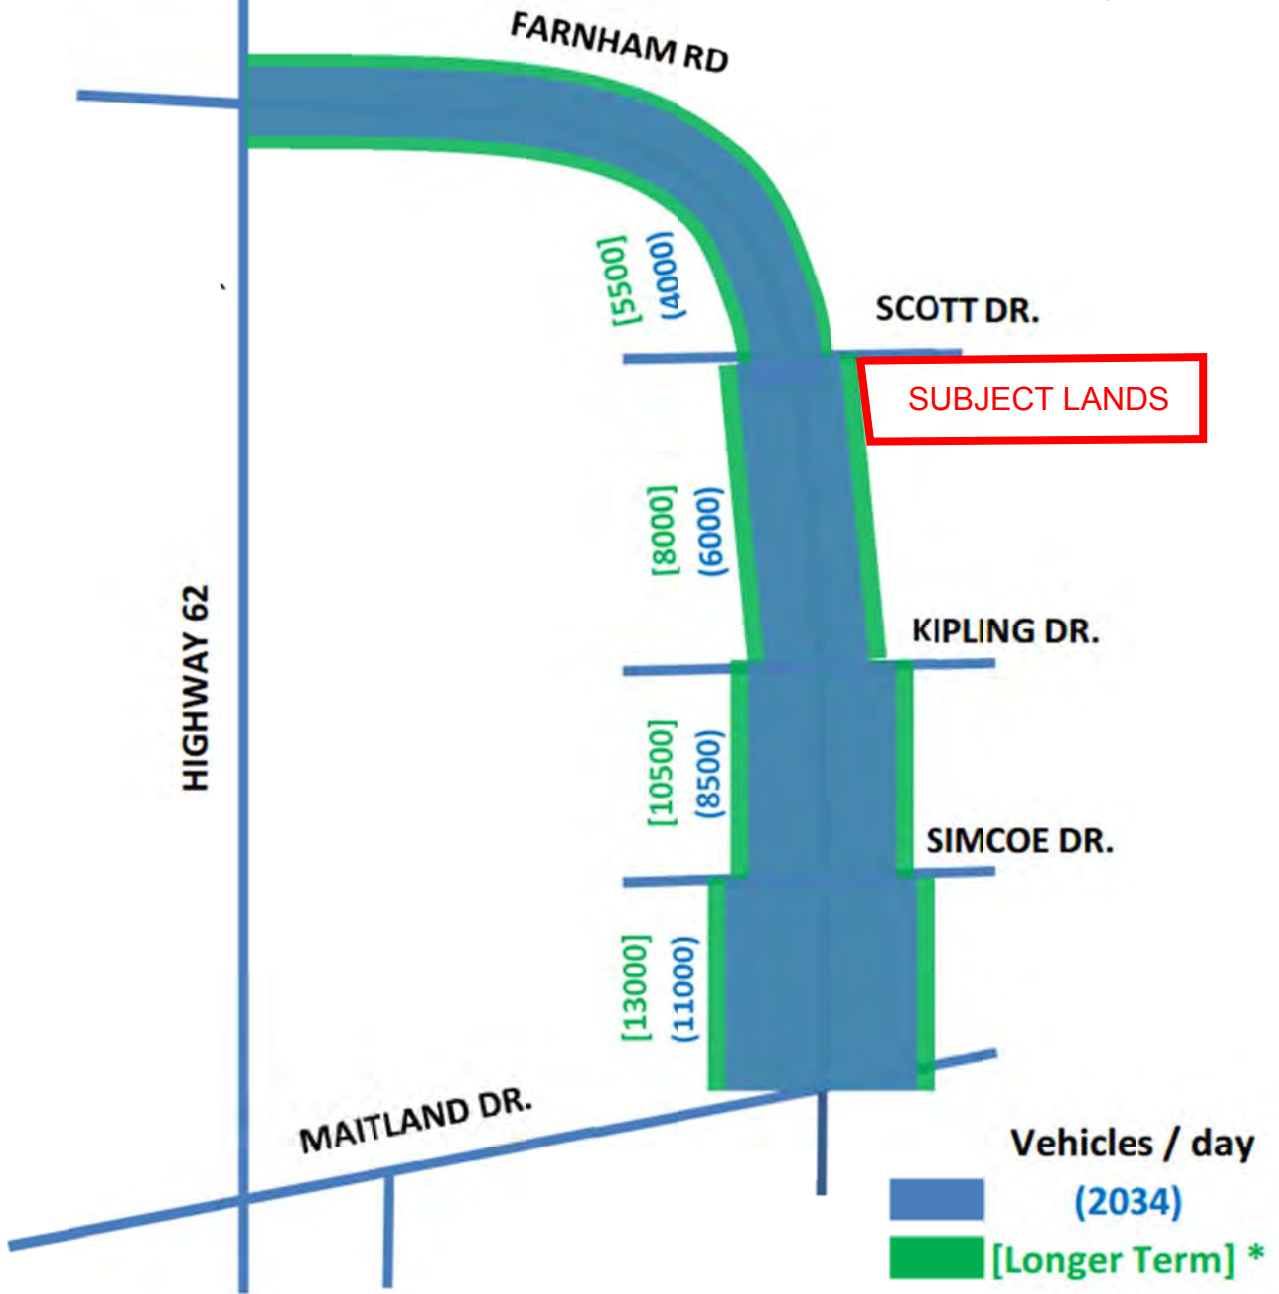 FARNHAM RD
[5500]
(4000)
SCOTT DR.
SUBJECT LANDS
[8000]
(6000)
HIGHWAY 62
KIPLING DR.
[10500]
(8500)
SIMCOE DR.
[13000]
(11000)
MAITLAND DR.
Vehicles / day
(2034)
[Longer Term] *